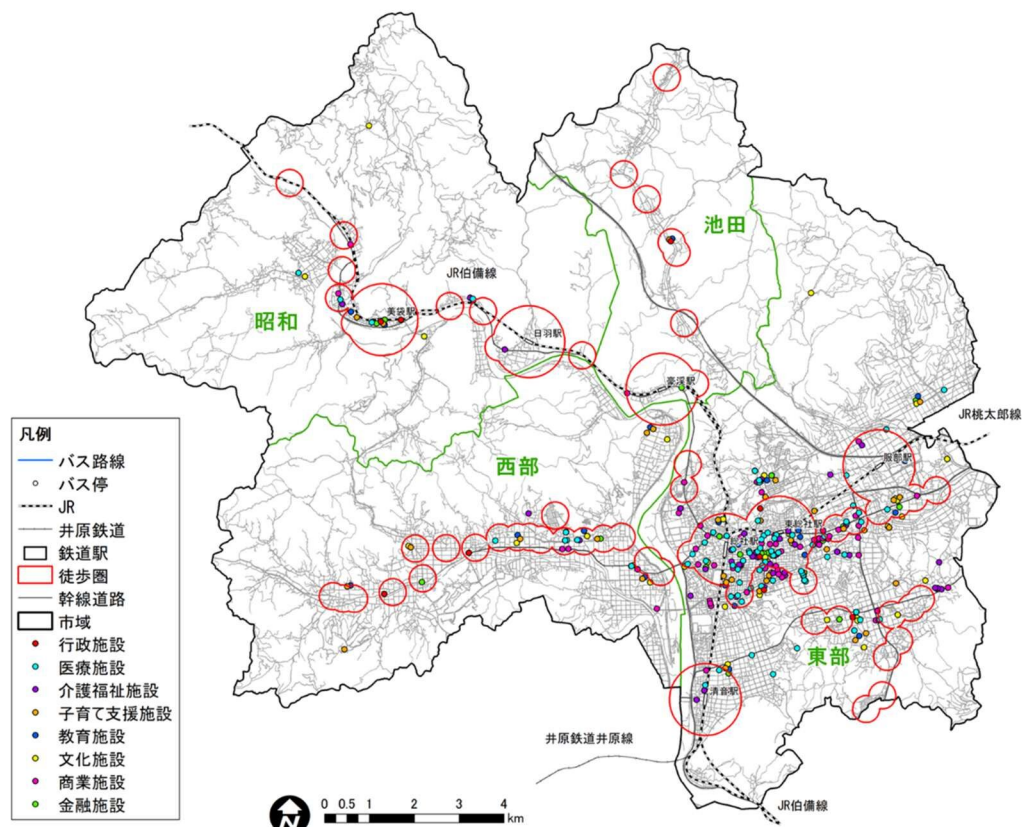 池田
JR伯備線
美袋駅
昭和
日羽駅
豪渓駅
JR桃太郎線
服部駅
西部
東総社駅
社駅
東部
清音駅
井原鉄道井原線
JR伯備線
凡例
バス路線
バス停
JR
井原鉄道
鉄道駅
徒歩圏
幹線道路
市域
行政施設
医療施設
介護福祉施設
子育て支援施設
教育施設
文化施設
商業施設
金融施設
N
0 0.5 1 2 3 4
km